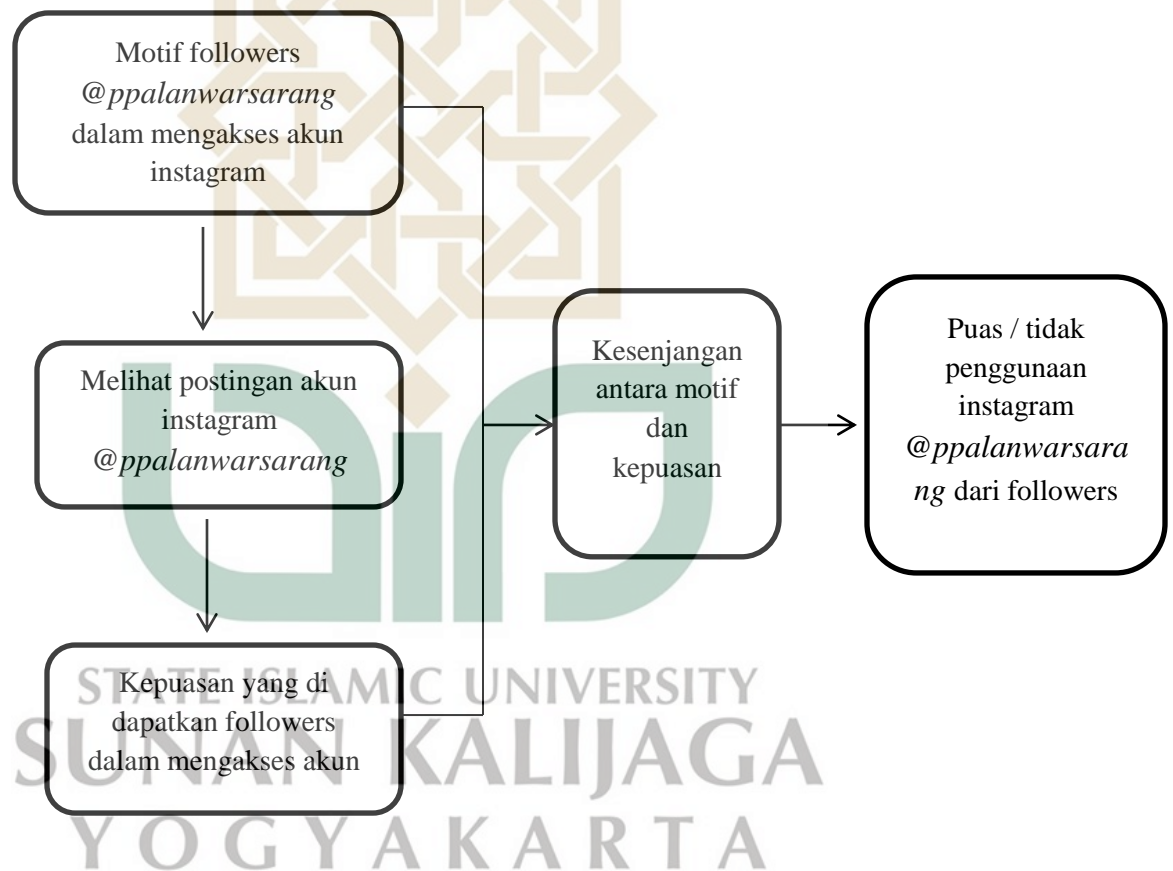 Motif followers
@ppalanwarsarang
dalam mengakses akun
instagram
Melihat postingan akun
instagram
@ppalanwarsarang
Kepuasan yang di
dapatkan followers
dalam mengakses akun
Kesenjangan
antara motif
dan
kepuasan
Puas / tidak
penggunaan
instagram
@ppalanwarsara
ng dari followers
STATE ISLAMIC UNIVERSITY
SUNAN KALIJAGA
YOGYAKARTA